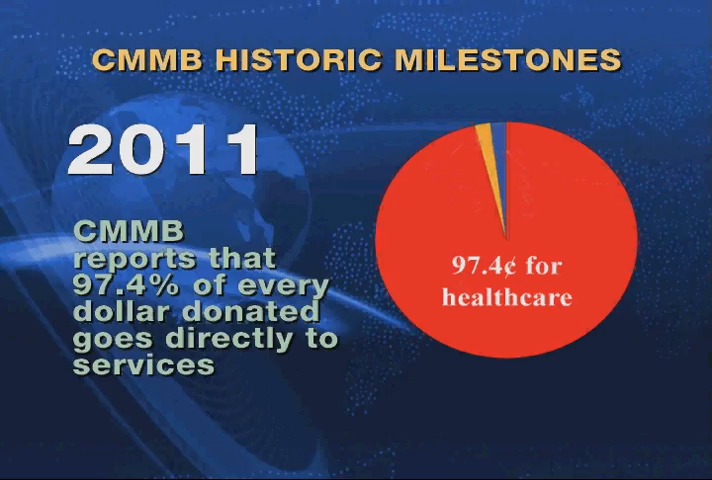 CMMB HISTORIC MILESTONES
2011
CMMB
reports that
97.4% of every
dollar donated
goes directly to
services
97.4¢ for
healthcare